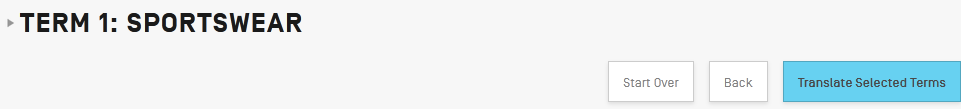 TERM 1: SPORTSWEAR
Start Over Back Translate Selected Terms